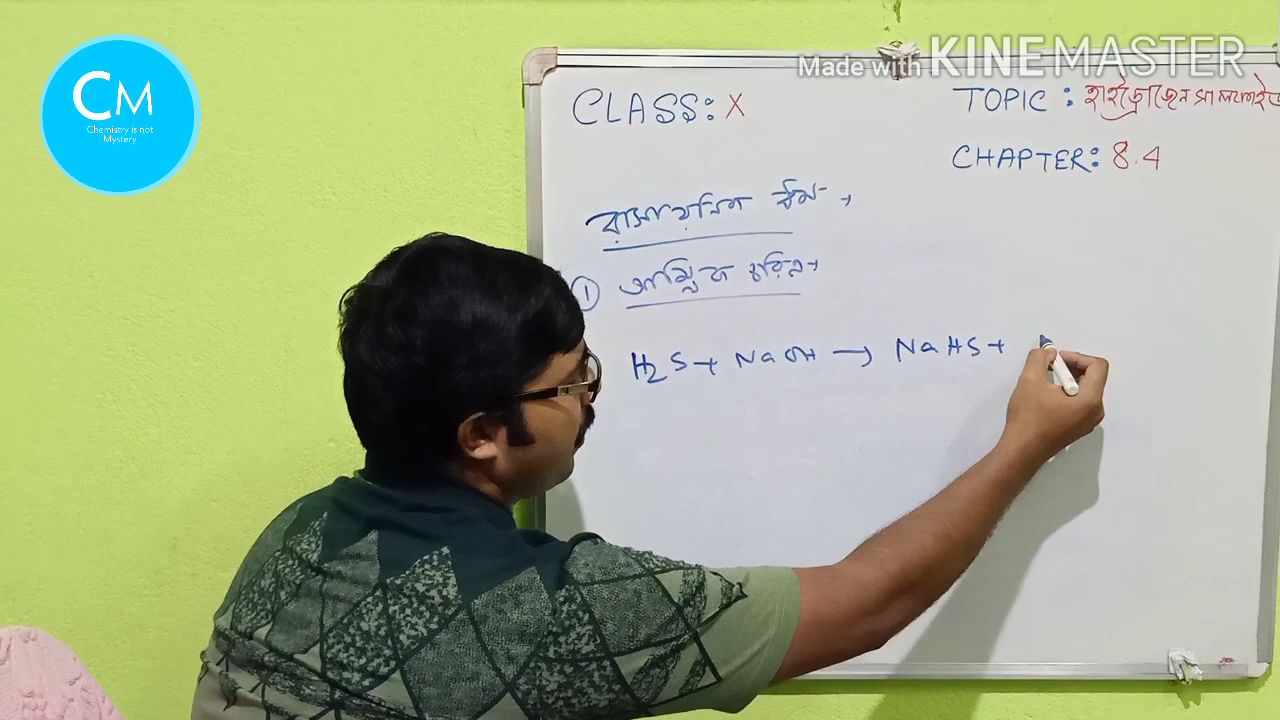 CM
Chemistry is not
Mystery
Made with KINEMASTER
CLASS: X
TOPIC: হাইড্রোজেন সালফাইড
CHAPTER: 8.4
রাসায়নিক ধর্ম →
① আম্লিক চরিত্র →
H2S + NaOH → NaHS +